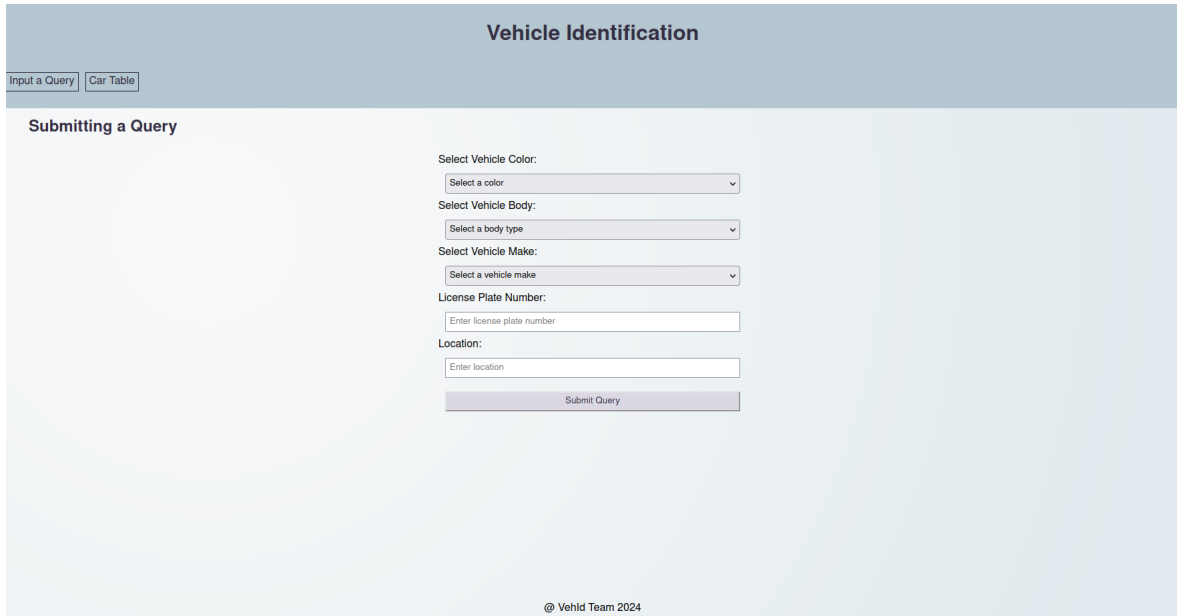 Vehicle Identification
Input a Query Car Table
Submitting a Query
Select Vehicle Color:
Select a color
Select Vehicle Body:
Select a body type
Select Vehicle Make:
Select a vehicle make
License Plate Number:
Enter license plate number
Location:
Enter location
Submit Query
@ VehId Team 2024